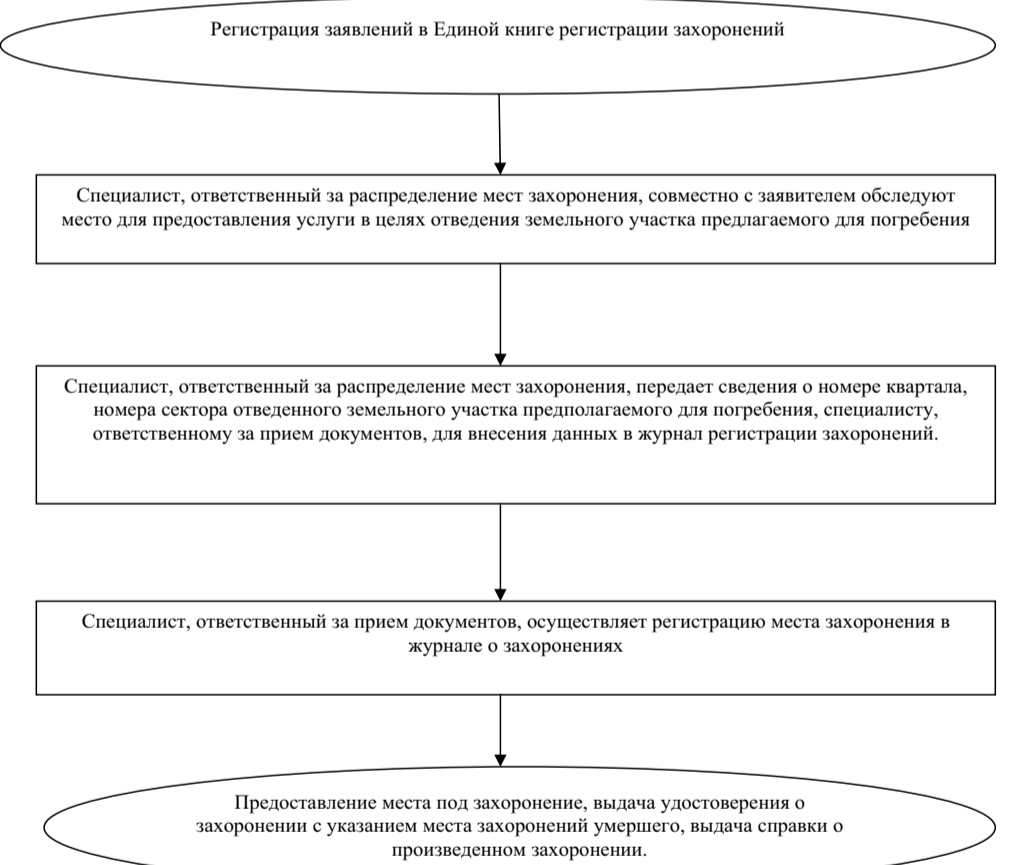 Регистрация заявлений в Единой книге регистрации захоронений
Специалист, ответственный за распределение мест захоронения, совместно с заявителем обследуют
место для предоставления услуги в целях отведения земельного участка предлагаемого для погребения
Специалист, ответственный за распределение мест захоронения, передает сведения о номере квартала,
номера сектора отведенного земельного участка предполагаемого для погребения, специалисту,
ответственному за прием документов, для внесения данных в журнал регистрации захоронений.
Специалист, ответственный за прием документов, осуществляет регистрацию места захоронения в
журнале о захоронениях
Предоставление места под захоронение, выдача удостоверения о
захоронении с указанием места захоронений умершего, выдача справки о
произведенном захоронении.